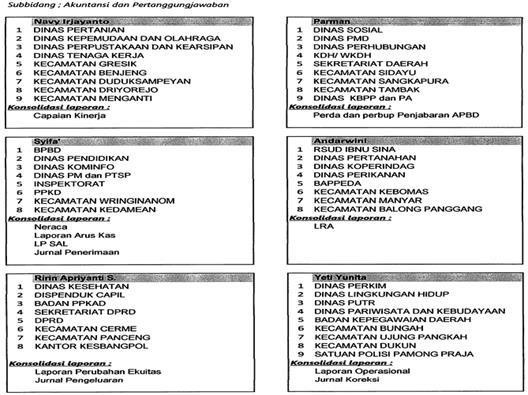 Subbidang ; Akuntansi dan Pertanggungjawaban
Navy Irjayanto
1 DINAS PERTANIAN
2 DINAS KEPEMUDAAN DAN OLAHRAGA
3 DINAS PERPUSTAKAAN DAN KEARSIPAN
4 DINAS TENAGA KERJA
5 KECAMATAN GRESIK
6 KECAMATAN BENJENG
7 KECAMATAN DUDUKSAMPEYAN
8 KECAMATAN DRIYOREJO
9 KECAMATAN MENGANTI
Konsolidasi laporan :
Capaian Kinerja
Parman
1 DINAS SOSIAL
2 DINAS PMD
3 DINAS PERHUBUNGAN
4 KDH/ WKDH
5 SEKRETARIAT DAERAH
6 KECAMATAN SIDAYU
7 KECAMATAN SANGKAPURA
8 KECAMATAN TAMBAK
9 DINAS KBPP dan PA
Konsolidasi laporan :
Perda dan perbup Penjabaran APBD
Syifa'
1 BPBD
2 DINAS PENDIDIKAN
3 DINAS KOMINFO
4 DINAS PM dan PTSP
5 INSPEKTORAT
6 PPKD
7 KECAMATAN WRINGINANOM
8 KECAMATAN KEDAMEAN
Konsolidasi laporan :
Neraca
Laporan Arus Kas
LP SAL
Jurnal Penerimaan
Andarwini
1 RSUD IBNU SINA
2 DINAS PERTANAHAN
3 DINAS KOPERINDAG
4 DINAS PERIKANAN
5 BAPPEDA
6 KECAMATAN KEBOMAS
7 KECAMATAN MANYAR
8 KECAMATAN BALONG PANGGANG
Konsolidasi laporan :
LRA
Ririn Apriyanti S.
1 DINAS KESEHATAN
2 DISPENDUK CAPIL
3 BADAN PPKAD
4 SEKRETARIAT DPRD
5 DPRD
6 KECAMATAN CERME
7 KECAMATAN PANCENG
8 KANTOR KESBANGPOL
Konsolidasi laporan :
Laporan Perubahan Ekuitas
Jurnal Pengeluaran
Yeti Yunita
1 DINAS PERKIM
2 DINAS LINGKUNGAN HIDUP
3 DINAS PUTR
4 DINAS PARIWISATA DAN KEBUDAYAAN
5 BADAN KEPEGAWAIAN DAERAH
6 KECAMATAN BUNGAH
7 KECAMATAN UJUNG PANGKAH
8 KECAMATAN DUKUN
9 SATUAN POLISI PAMONG PRAJA
Konsolidasi laporan :
Laporan Operasional
Jurnal Koreksi